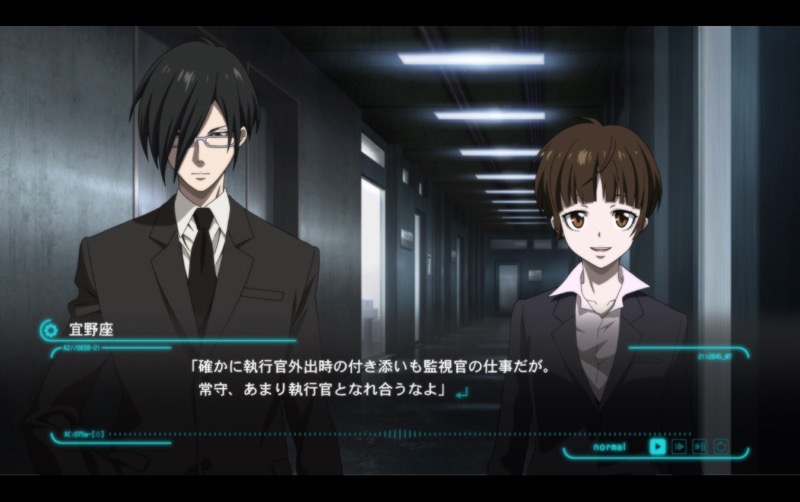 宜野座
「確かに執行官外出時の付き添いも監視官の仕事だが。
常守、あまり執行官となれ合うなよ」
normal